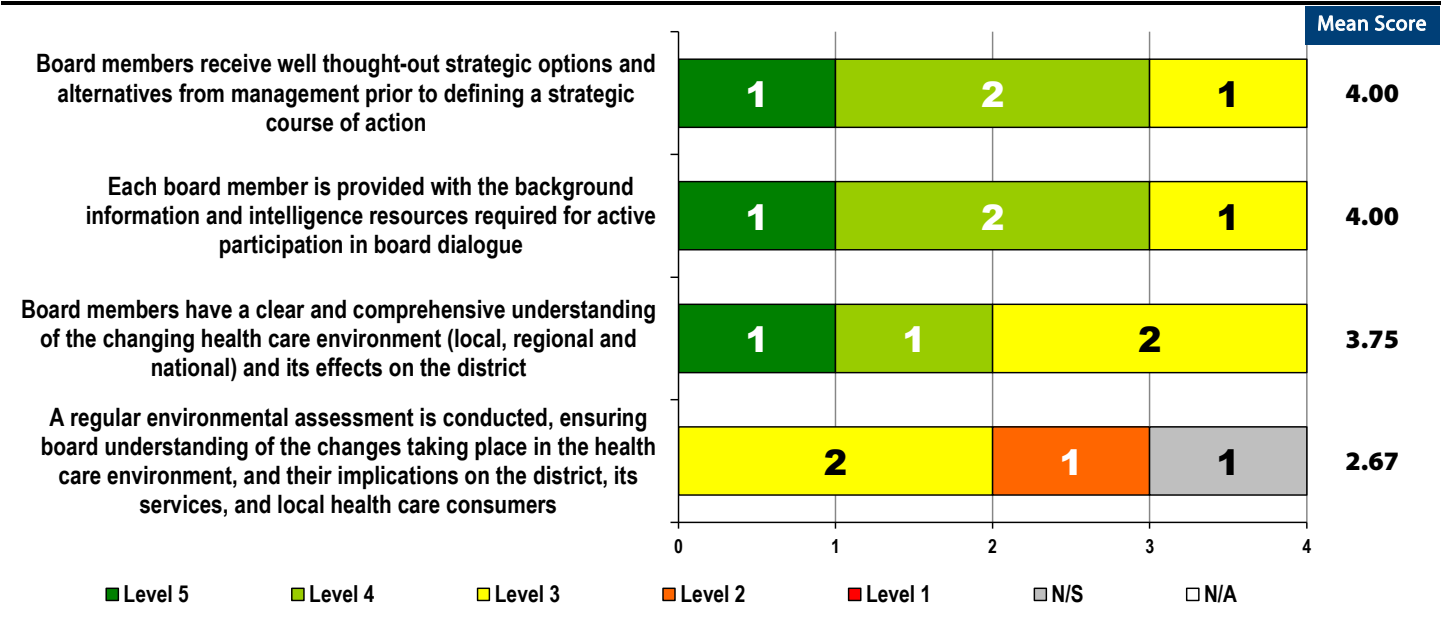 Mean Score
Board members receive well thought-out strategic options and
alternatives from management prior to defining a strategic
course of action
1 2 1 4.00
Each board member is provided with the background
information and intelligence resources required for active
participation in board dialogue
1 2 1 4.00
Board members have a clear and comprehensive understanding
of the changing health care environment (local, regional and
national) and its effects on the district
1 1 2 3.75
A regular environmental assessment is conducted, ensuring
board understanding of the changes taking place in the health
care environment, and their implications on the district, its
services, and local health care consumers
2 1 1 2.67
0 1 2 3 4
Level 5 Level 4 Level 3 Level 2 Level 1 N/S N/A